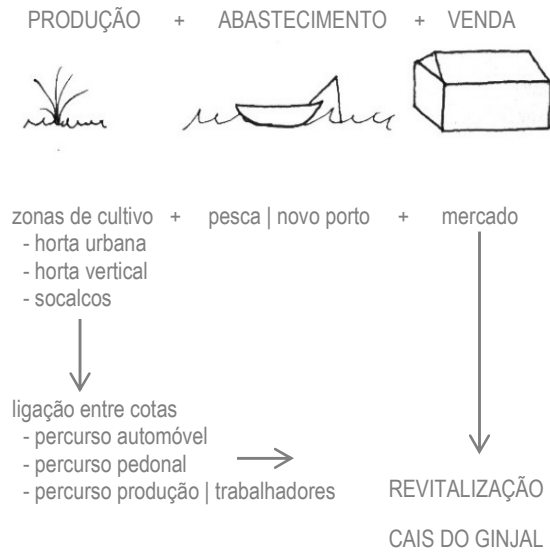 PRODUÇÃO + ABASTECIMENTO + VENDA
zonas de cultivo + pesca | novo porto + mercado
- horta urbana
- horta vertical
- socalcos
ligação entre cotas
- percurso automóvel
- percurso pedonal
- percurso produção | trabalhadores
REVITALIZAÇÃO
CAIS DO GINJAL